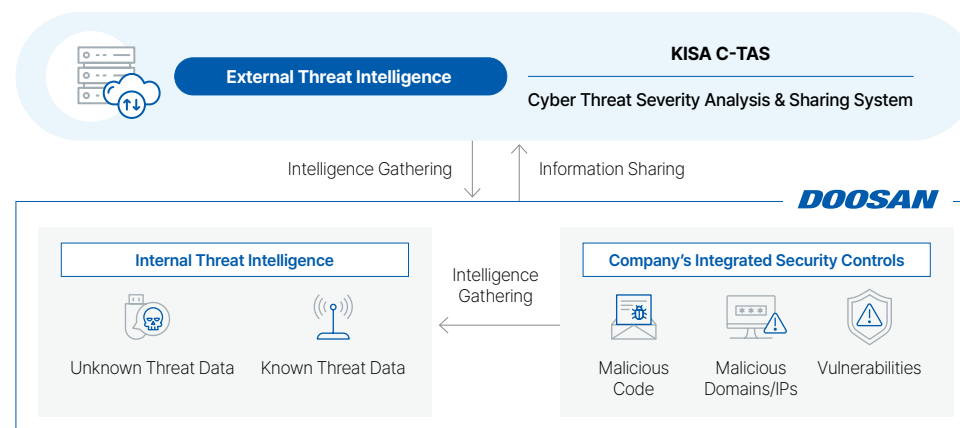 External Threat Intelligence
KISA C-TAS
Cyber Threat Severity Analysis & Sharing System
Intelligence Gathering
Information Sharing
DOOSAN
Internal Threat Intelligence
Unknown Threat Data
Known Threat Data
Intelligence
Gathering
Company's Integrated Security Controls
Malicious
Code
Malicious
Domains/IPs
Vulnerabilities